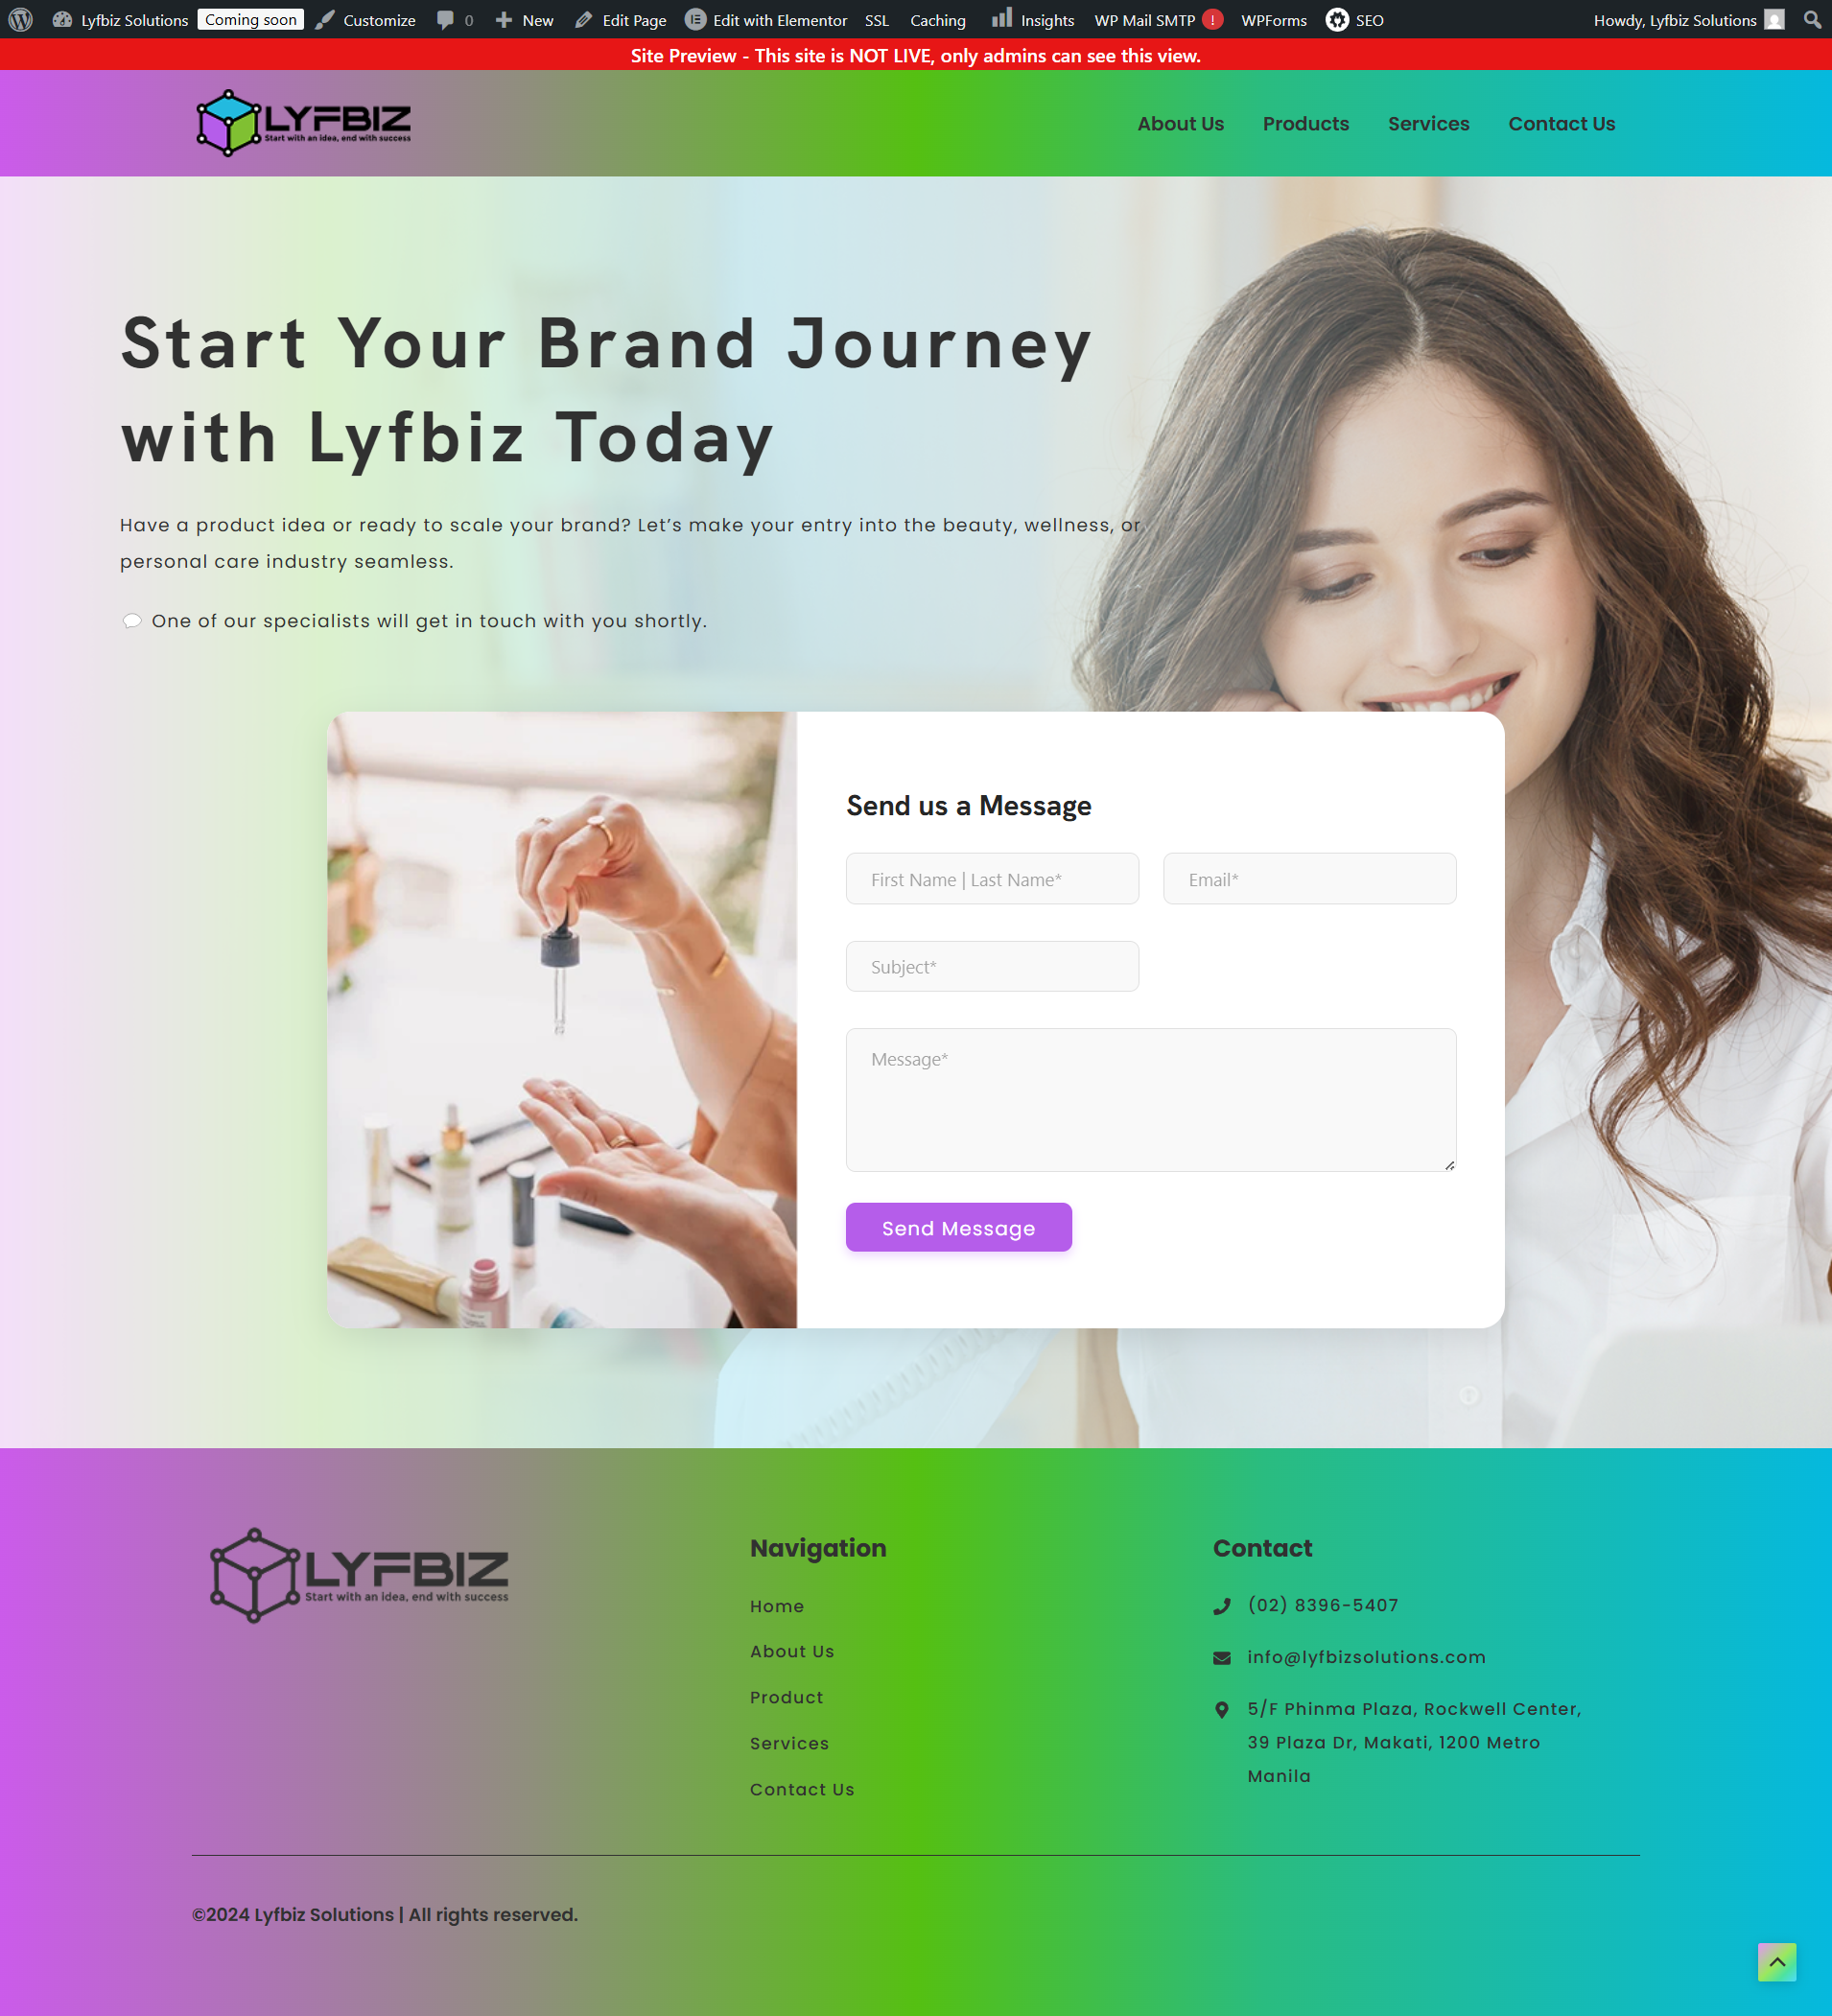 Lyfbiz Solutions Coming soon Customize 0 New Edit Page Edit with Elementor SSL Caching Insights WP Mail SMTP ! WPForms SEO Howdy, Lyfbiz Solutions
Site Preview - This site is NOT LIVE, only admins can see this view.
LYFBIZ
Start with an idea, end with success
About Us Products Services Contact Us
Start Your Brand Journey
with Lyfbiz Today
Have a product idea or ready to scale your brand? Let’s make your entry into the beauty, wellness, or
personal care industry seamless.
One of our specialists will get in touch with you shortly.
Send us a Message
First Name | Last Name* Email*
Subject*
Message*
Send Message
LYFBIZ
Start with an idea, end with success
Navigation
Home
About Us
Product
Services
Contact Us
Contact
(02) 8396-5407
info@lyfbizsolutions.com
5/F Phinma Plaza, Rockwell Center,
39 Plaza Dr, Makati, 1200 Metro
Manila
©2024 Lyfbiz Solutions | All rights reserved.